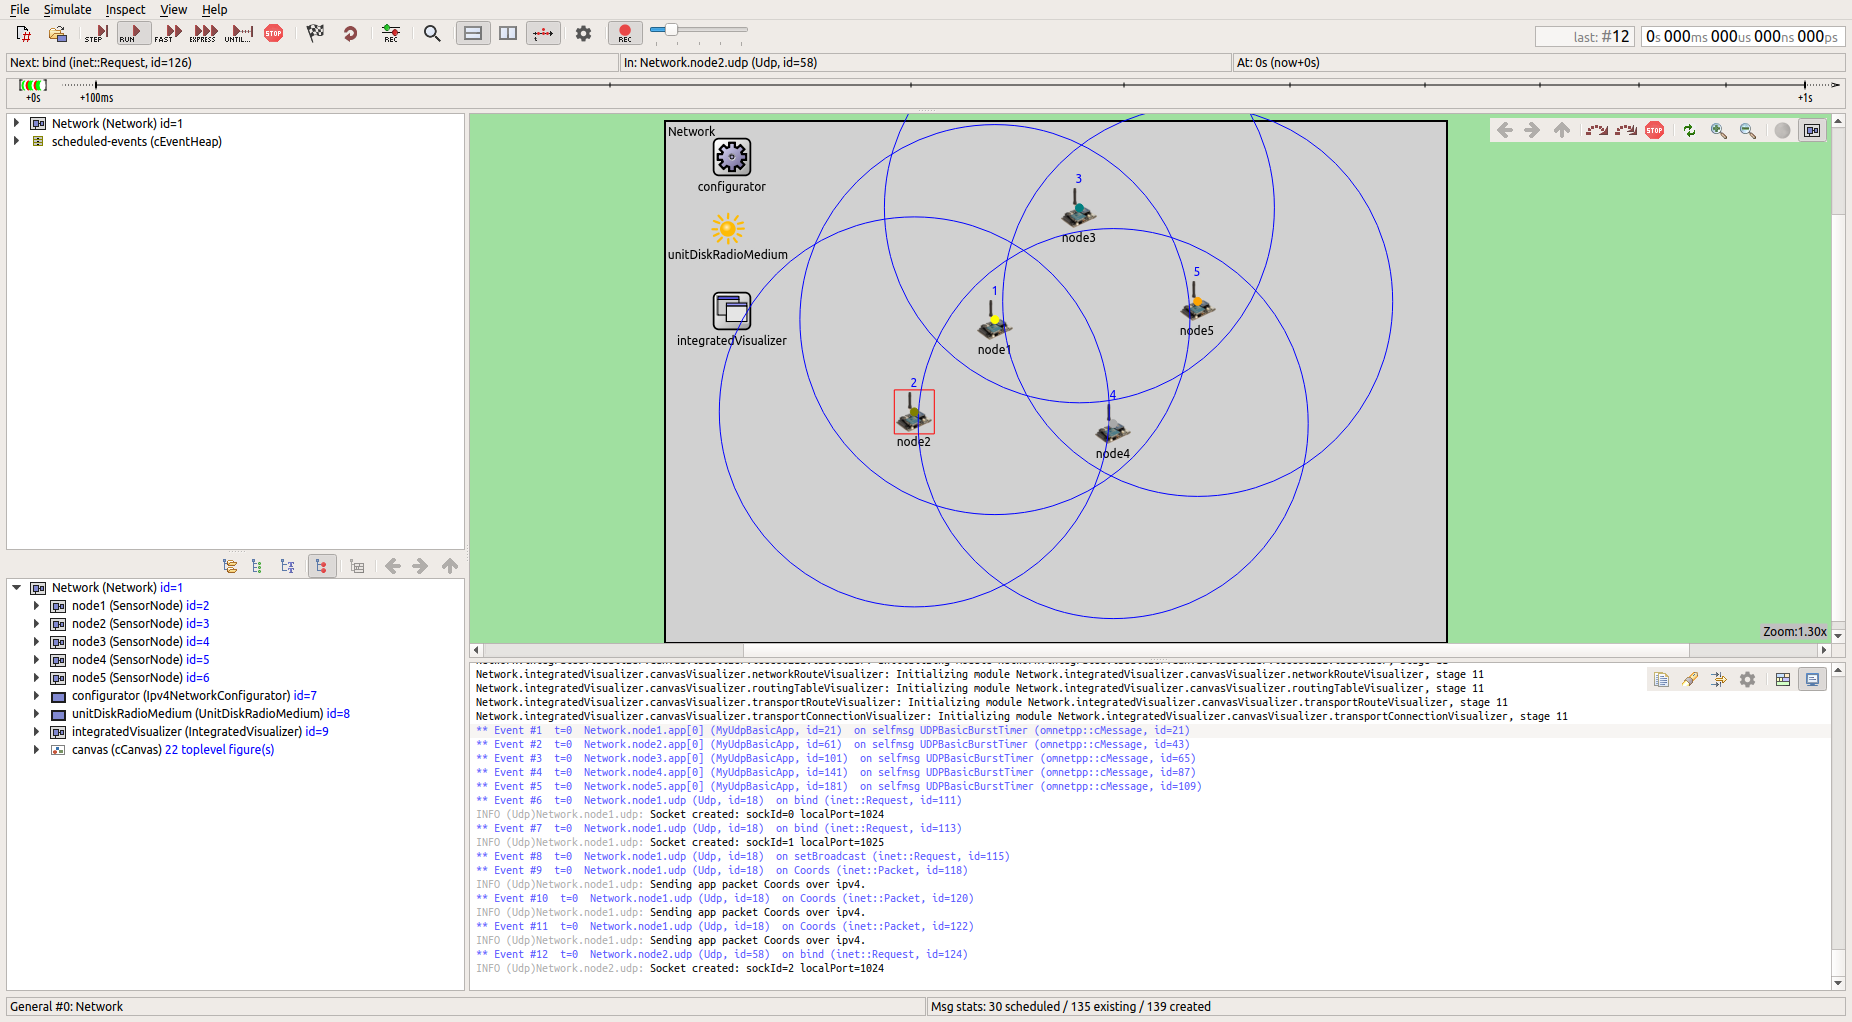 File Simulate Inspect View Help
STEP RUN FAST EXPRESS UNTIL... STOP REC REC
last: #12 0s 000ms 000us 000ns 000ps
Next: bind (inet::Request, id=126) In: Network.node2.udp (Udp, id=58) At: 0s (now+0s)
+0s +100ms +1s
Network (Network) id=1
scheduled-events (cEventHeap)
Network (Network) id=1
node1 (SensorNode) id=2
node2 (SensorNode) id=3
node3 (SensorNode) id=4
node4 (SensorNode) id=5
node5 (SensorNode) id=6
configurator (Ipv4NetworkConfigurator) id=7
unitDiskRadioMedium (UnitDiskRadioMedium) id=8
integratedVisualizer (IntegratedVisualizer) id=9
canvas (cCanvas) 22 toplevel figure(s)
Network
STOP
configurator
unitDiskRadioMedium
integratedVisualizer
3
node3
5
node5
1
node1
2
node2
4
node4
Zoom:1.30x
Network.integratedVisualizer.canvasVisualizer.networkRouteVisualizer: Initializing module Network.integratedVisualizer.canvasVisualizer.networkRouteVisualizer, stage 11
Network.integratedVisualizer.canvasVisualizer.routingTableVisualizer: Initializing module Network.integratedVisualizer.canvasVisualizer.routingTableVisualizer, stage 11
Network.integratedVisualizer.canvasVisualizer.transportRouteVisualizer: Initializing module Network.integratedVisualizer.canvasVisualizer.transportRouteVisualizer, stage 11
Network.integratedVisualizer.canvasVisualizer.transportConnectionVisualizer: Initializing module Network.integratedVisualizer.canvasVisualizer.transportConnectionVisualizer, stage 11
** Event #1 t=0 Network.node1.app[0] (MyUdpBasicApp, id=21) on selfmsg UDPBasicBurstTimer (omnetpp::cMessage, id=21)
** Event #2 t=0 Network.node2.app[0] (MyUdpBasicApp, id=61) on selfmsg UDPBasicBurstTimer (omnetpp::cMessage, id=43)
** Event #3 t=0 Network.node3.app[0] (MyUdpBasicApp, id=101) on selfmsg UDPBasicBurstTimer (omnetpp::cMessage, id=65)
** Event #4 t=0 Network.node4.app[0] (MyUdpBasicApp, id=141) on selfmsg UDPBasicBurstTimer (omnetpp::cMessage, id=87)
** Event #5 t=0 Network.node5.app[0] (MyUdpBasicApp, id=181) on selfmsg UDPBasicBurstTimer (omnetpp::cMessage, id=109)
** Event #6 t=0 Network.node1.udp (Udp, id=18) on bind (inet::Request, id=111)
INFO (Udp)Network.node1.udp: Socket created: sockId=0 localPort=1024
** Event #7 t=0 Network.node1.udp (Udp, id=18) on bind (inet::Request, id=113)
INFO (Udp)Network.node1.udp: Socket created: sockId=1 localPort=1025
** Event #8 t=0 Network.node1.udp (Udp, id=18) on setBroadcast (inet::Request, id=115)
** Event #9 t=0 Network.node1.udp (Udp, id=18) on Coords (inet::Packet, id=118)
INFO (Udp)Network.node1.udp: Sending app packet Coords over ipv4.
** Event #10 t=0 Network.node1.udp (Udp, id=18) on Coords (inet::Packet, id=120)
INFO (Udp)Network.node1.udp: Sending app packet Coords over ipv4.
** Event #11 t=0 Network.node1.udp (Udp, id=18) on Coords (inet::Packet, id=122)
INFO (Udp)Network.node1.udp: Sending app packet Coords over ipv4.
** Event #12 t=0 Network.node2.udp (Udp, id=58) on bind (inet::Request, id=124)
INFO (Udp)Network.node2.udp: Socket created: sockId=2 localPort=1024
General #0: Network Msg stats: 30 scheduled / 135 existing / 139 created